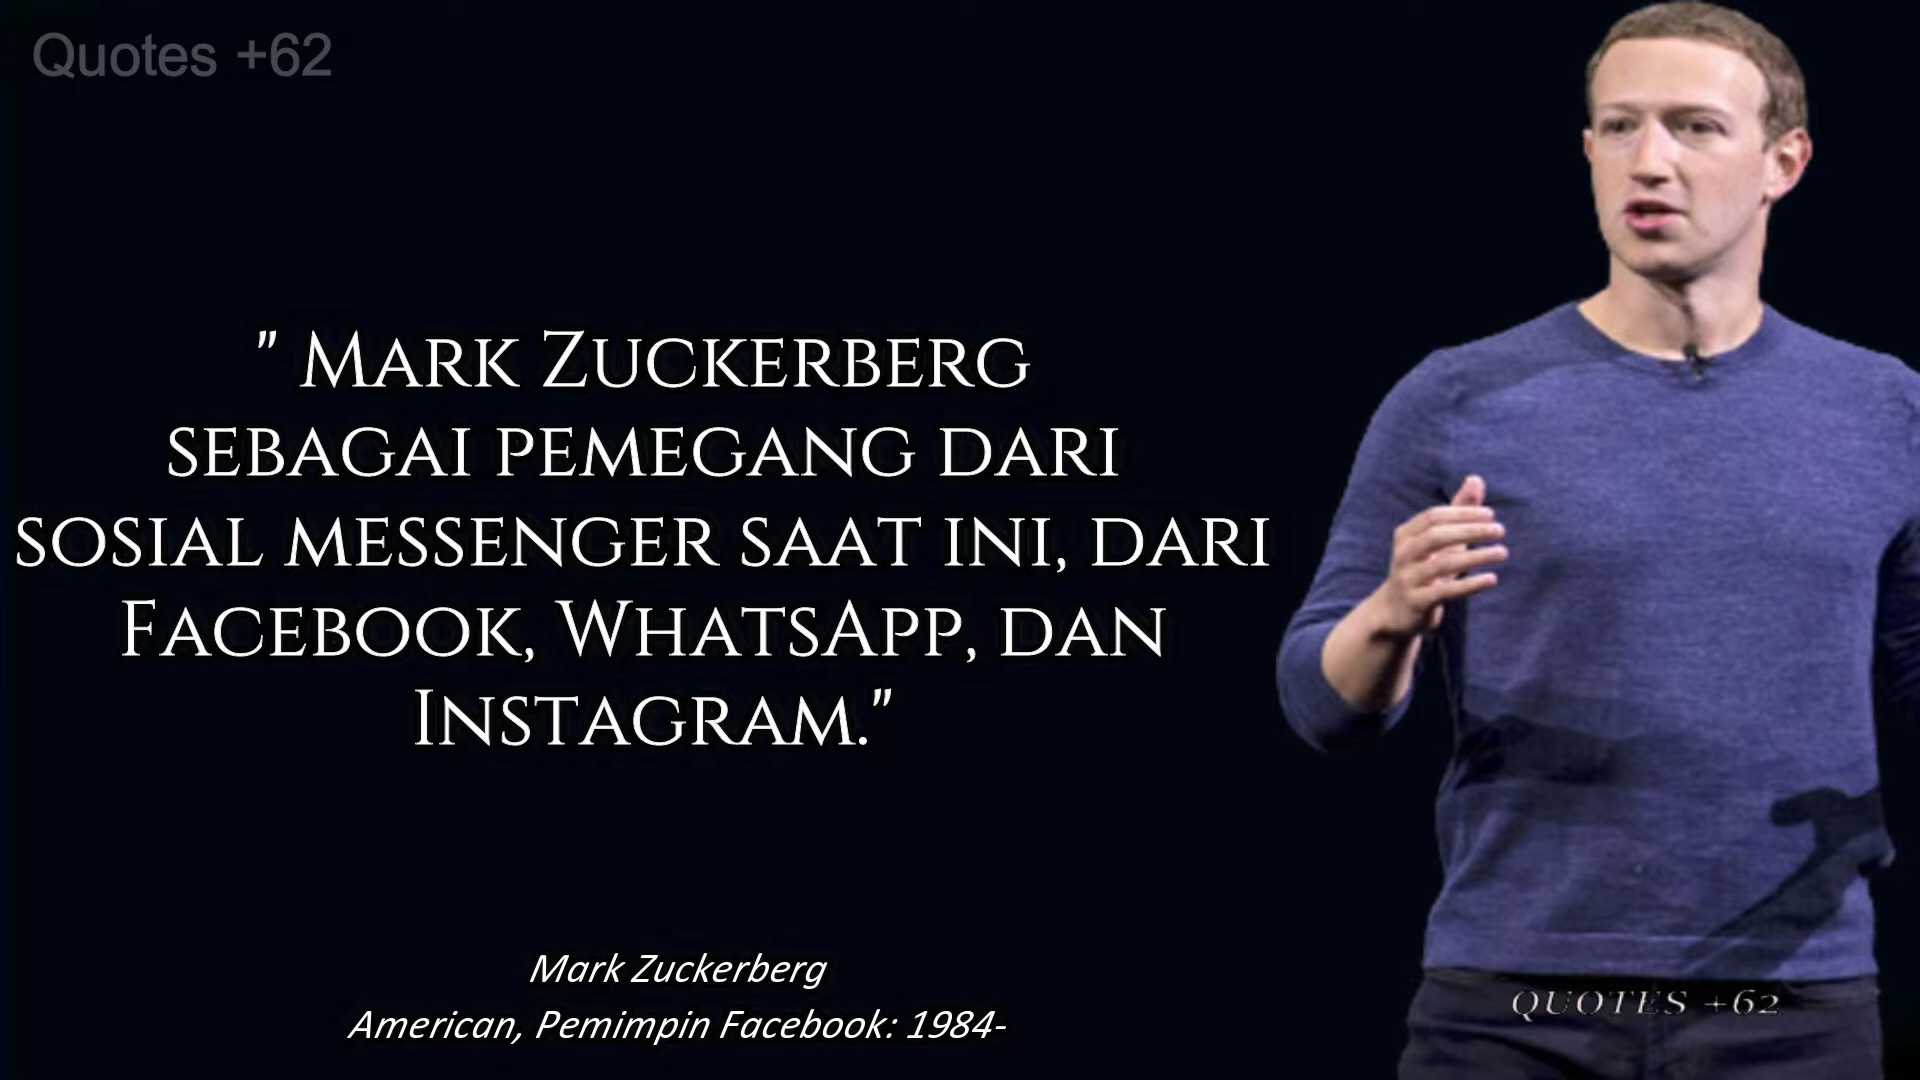 Quotes +62
" Mark Zuckerberg
sebagai pemegang dari
sosial messenger saat ini, dari
Facebook, WhatsApp, dan
Instagram."
Mark Zuckerberg
American, Pemimpin Facebook: 1984-
QUOTES +62